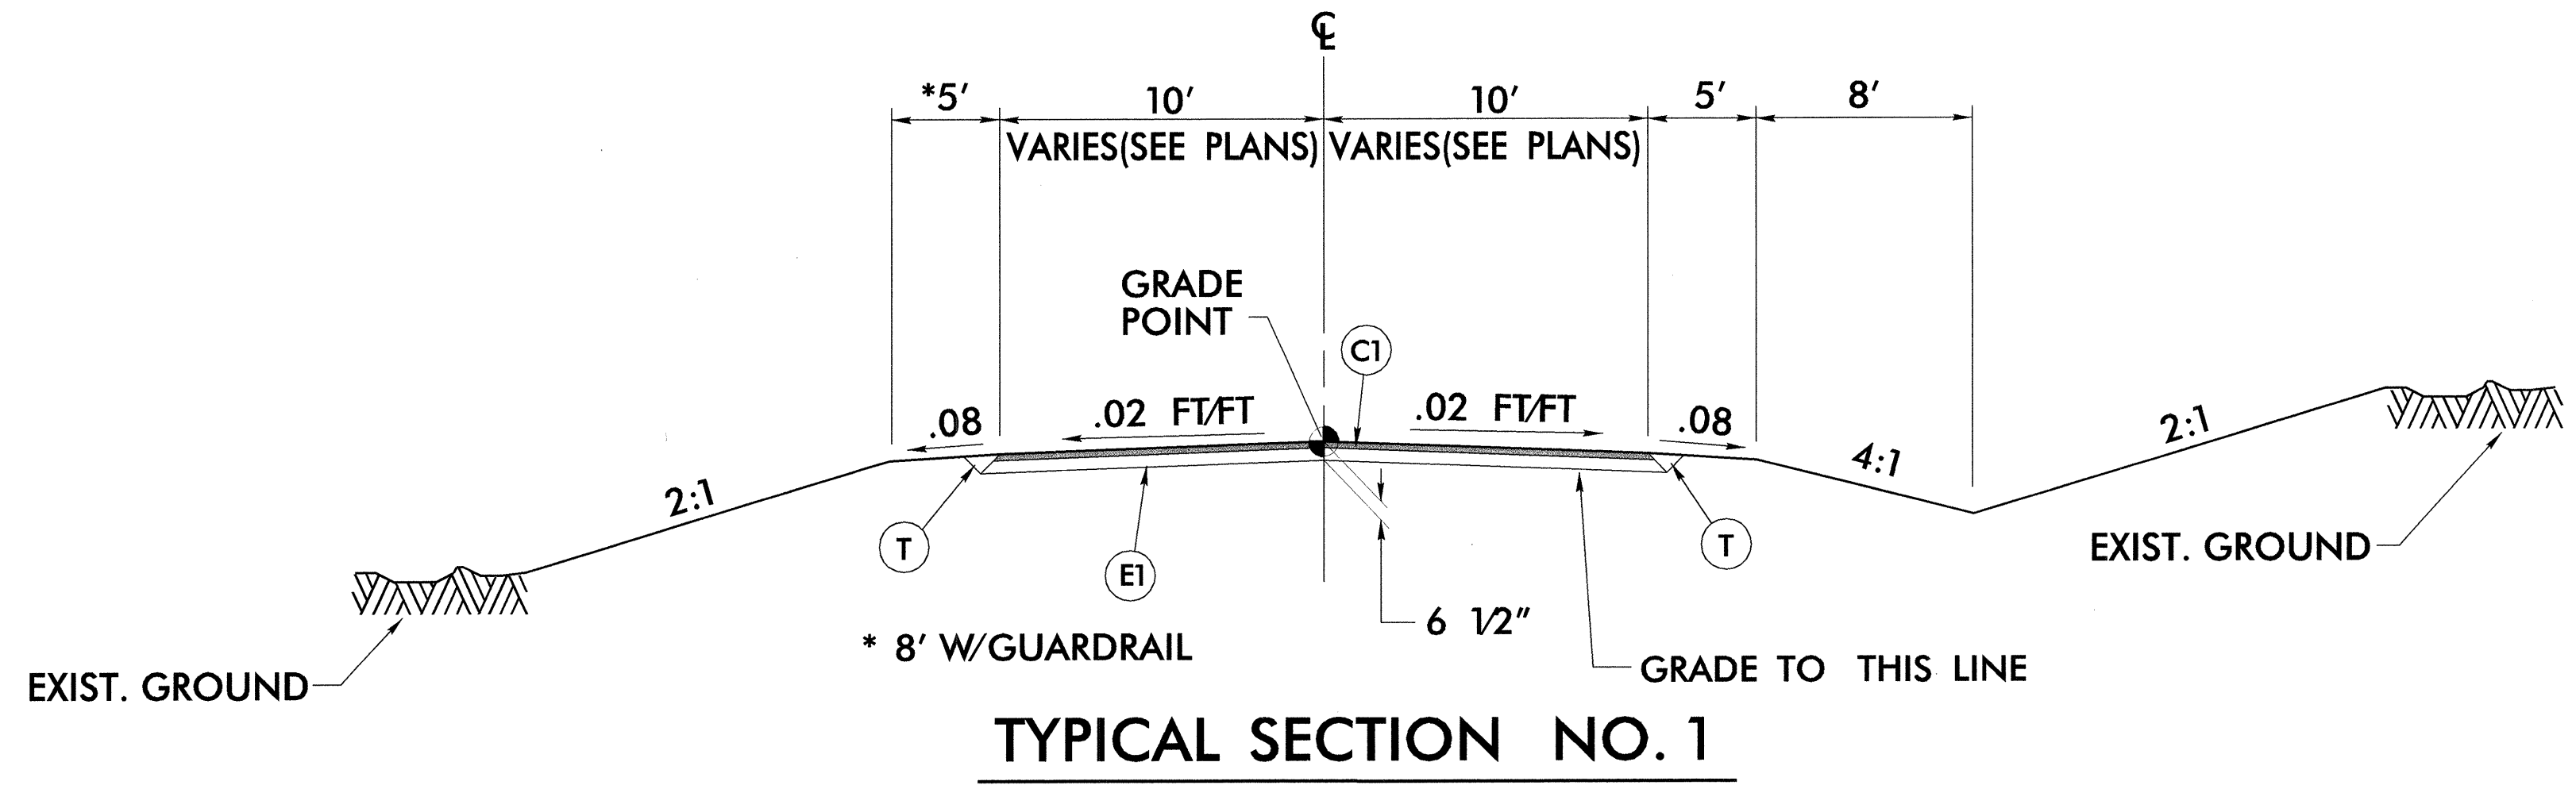 ℄
*5' 10' 10' 5' 8'
VARIES(SEE PLANS) VARIES(SEE PLANS)
GRADE
POINT
C1
.08 .02 FT/FT .02 FT/FT .08
2:1 4:1 2:1
T T
E1
EXIST. GROUND
6 1/2"
* 8' W/GUARDRAIL
GRADE TO THIS LINE
EXIST. GROUND
TYPICAL SECTION NO. 1